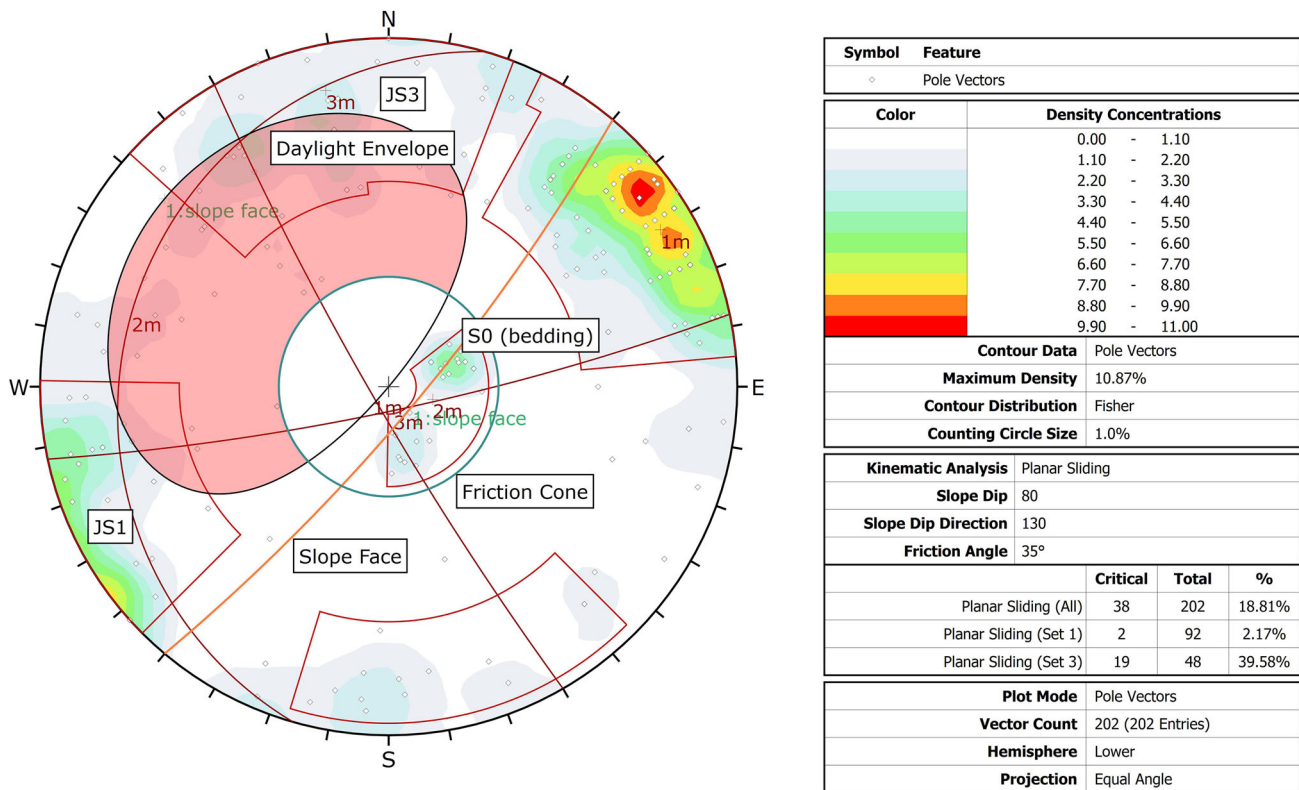 N
3m
JS3
Daylight Envelope
1:slope face
1m
2m
S0 (bedding)
W
E
1m
2m
3m
1:slope face
Friction Cone
JS1
Slope Face
S
Symbol Feature
Pole Vectors
Color Density Concentrations
0.00 - 1.10
1.10 - 2.20
2.20 - 3.30
3.30 - 4.40
4.40 - 5.50
5.50 - 6.60
6.60 - 7.70
7.70 - 8.80
8.80 - 9.90
9.90 - 11.00
Contour Data Pole Vectors
Maximum Density 10.87%
Contour Distribution Fisher
Counting Circle Size 1.0%
Kinematic Analysis Planar Sliding
Slope Dip 80
Slope Dip Direction 130
Friction Angle 35°
Critical Total %
Planar Sliding (All) 38 202 18.81%
Planar Sliding (Set 1) 2 92 2.17%
Planar Sliding (Set 3) 19 48 39.58%
Plot Mode Pole Vectors
Vector Count 202 (202 Entries)
Hemisphere Lower
Projection Equal Angle